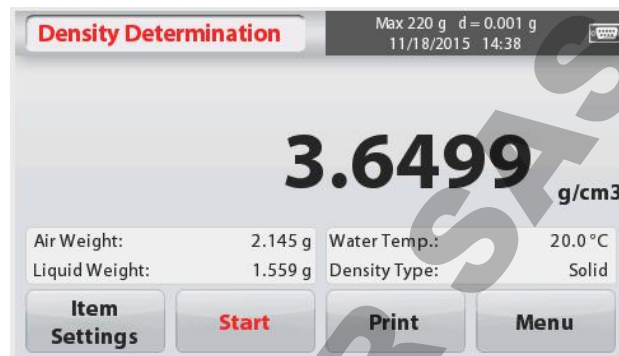 Density Determination
Max 220 g d = 0.001 g
11/18/2015 14:38
3.6499 g/cm3
Air Weight: 2.145 g Water Temp.: 20.0 °C
Liquid Weight: 1.559 g Density Type: Solid
Item Settings
Start
Print
Menu